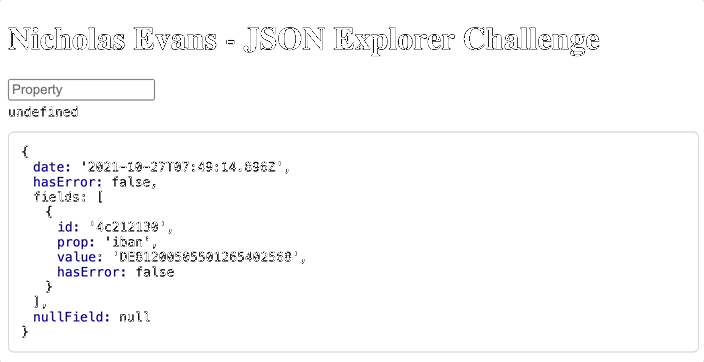 Nicholas Evans - JSON Explorer Challenge
Property
undefined
{
date: '2021-10-27T07:49:14.896Z',
hasError: false,
fields: [
{
id: '4c212130',
prop: 'iban',
value: 'DE81200505501265402568',
hasError: false
}
],
nullField: null
}